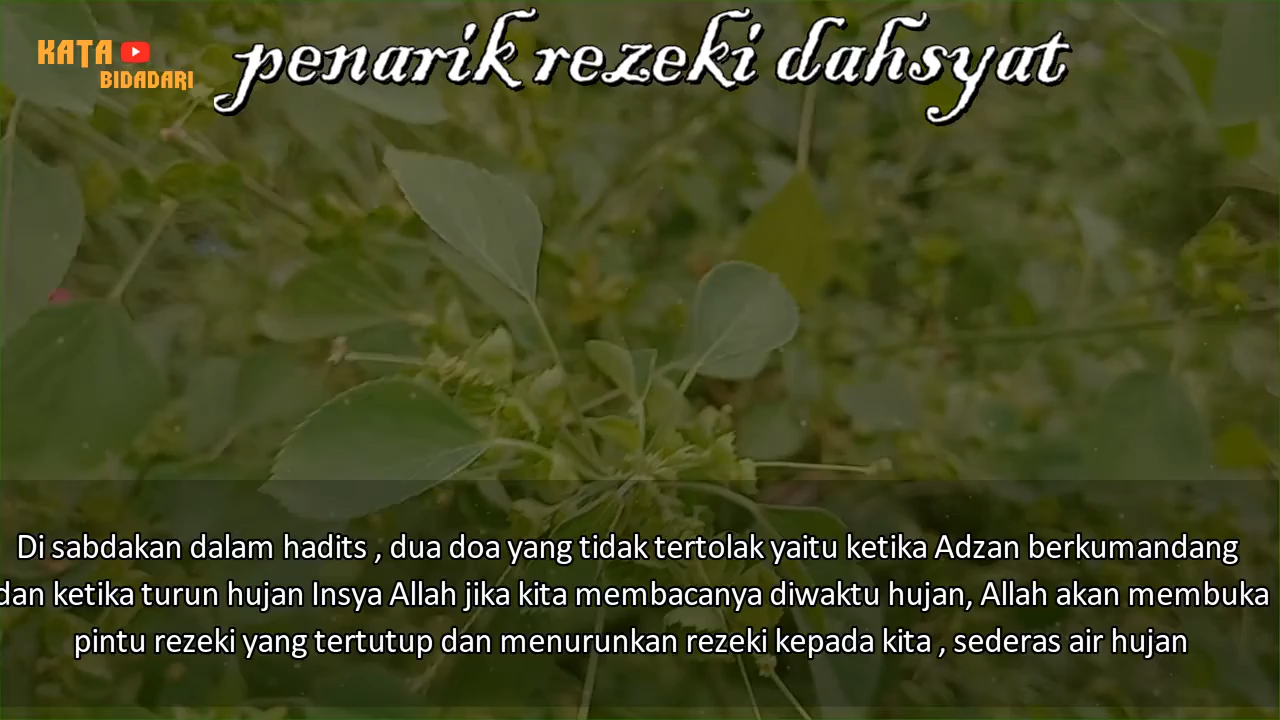 KATA
BIDADARI
penarik rezeki dahsyat
Di sabdakan dalam hadits , dua doa yang tidak tertolak yaitu ketika Adzan berkumandang
dan ketika turun hujan Insya Allah jika kita membacanya diwaktu hujan, Allah akan membuka
pintu rezeki yang tertutup dan menurunkan rezeki kepada kita , sederas air hujan